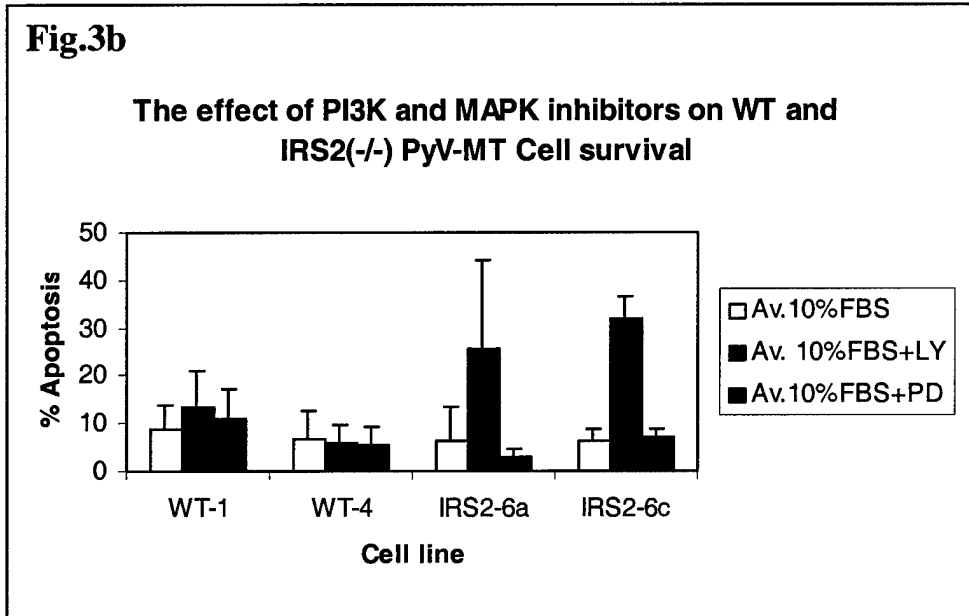 Fig.3b
The effect of PI3K and MAPK inhibitors on WT and
IRS2(-/-) PyV-MT Cell survival
50
40
30
20
10
0
% Apoptosis
WT-1 WT-4 IRS2-6a IRS2-6c
Cell line
Av.10%FBS
Av. 10%FBS+LY
Av.10%FBS+PD